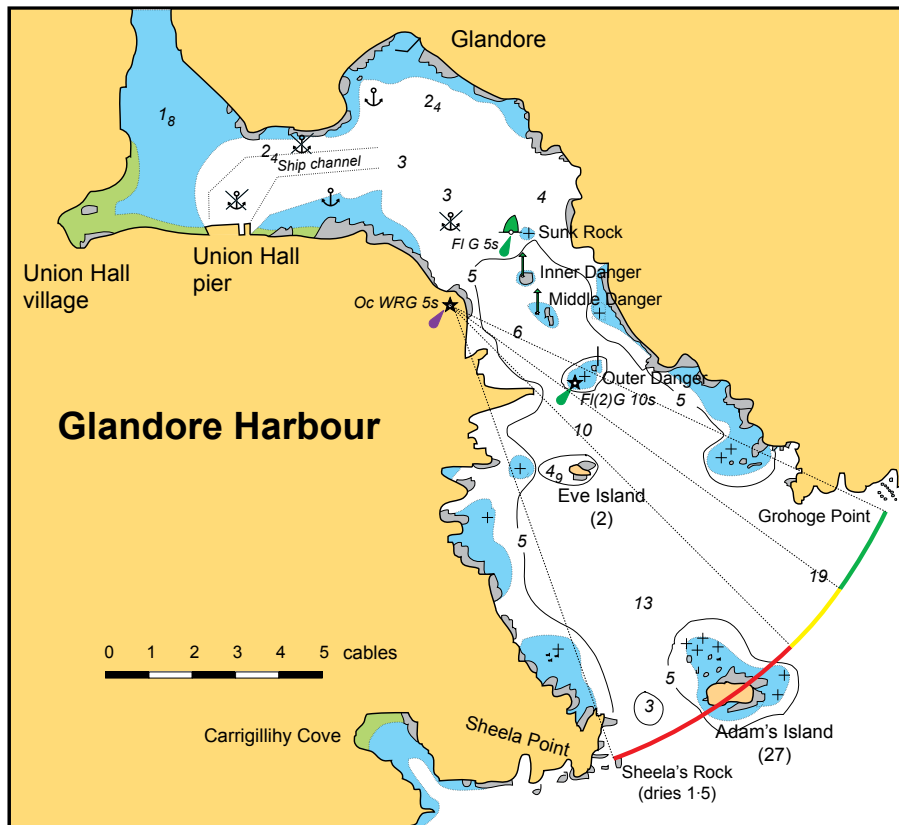 Glandore
1₈
2₄
2₄
Ship channel
3
3
4
Sunk Rock
Fl G 5s
Union Hall
village
Union Hall
pier
5
Inner Danger
Middle Danger
Oc WRG 5s
6
Outer Danger
Fl(2)G 10s
5
Glandore Harbour
10
4₉
Eve Island
(2)
Grohoge Point
5
19
13
0 1 2 3 4 5 cables
5
3
Carrigillihy Cove
Sheela Point
Adam's Island
(27)
Sheela's Rock
(dries 1·5)